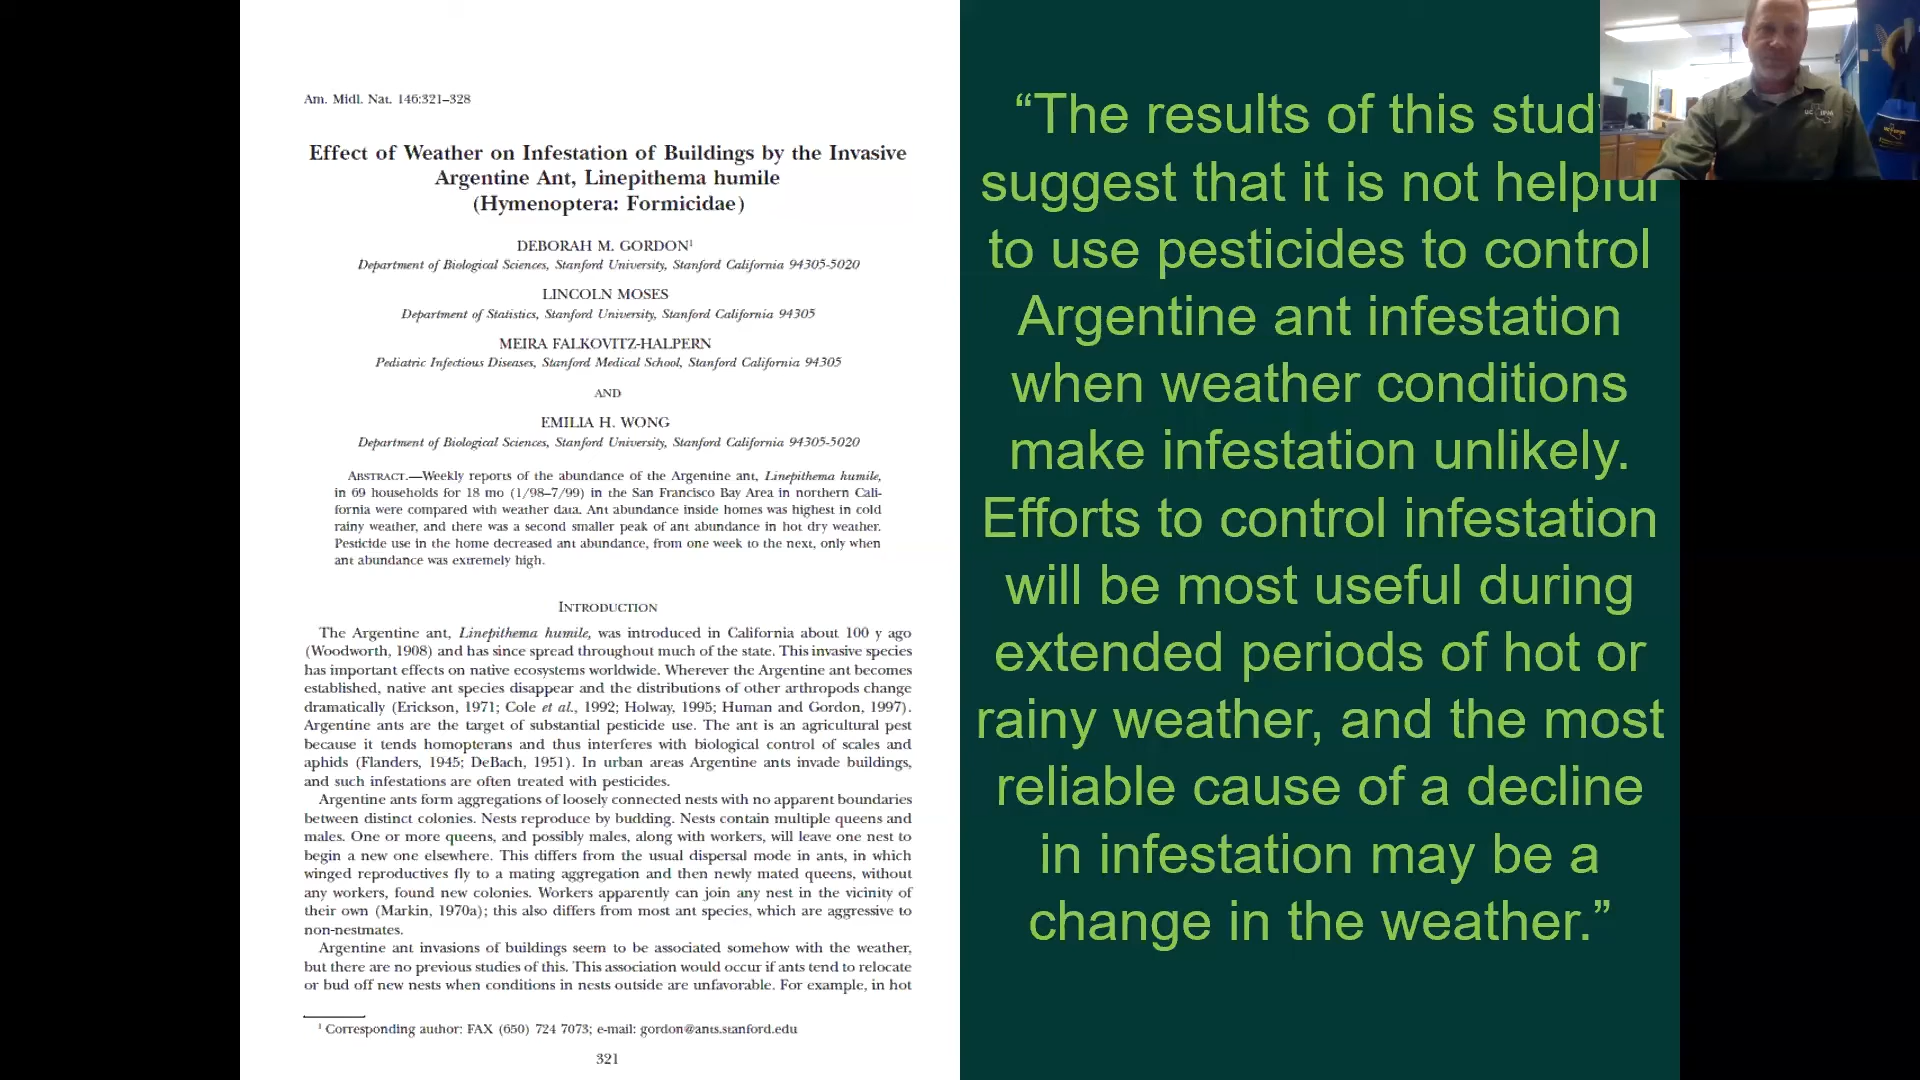 Am. Midl. Nat. 146:321–328
Effect of Weather on Infestation of Buildings by the Invasive
Argentine Ant, Linepithema humile
(Hymenoptera: Formicidae)
DEBORAH M. GORDON¹
Department of Biological Sciences, Stanford University, Stanford California 94305-5020
LINCOLN MOSES
Department of Statistics, Stanford University, Stanford California 94305
MEIRA FALKOVITZ-HALPERN
Pediatric Infectious Diseases, Stanford Medical School, Stanford California 94305
AND
EMILIA H. WONG
Department of Biological Sciences, Stanford University, Stanford California 94305-5020
ABSTRACT.—Weekly reports of the abundance of the Argentine ant, Linepithema humile,
in 69 households for 18 mo (1/98–7/99) in the San Francisco Bay Area in northern Cali-
fornia were compared with weather data. Ant abundance inside homes was highest in cold
rainy weather, and there was a second smaller peak of ant abundance in hot dry weather.
Pesticide use in the home decreased ant abundance, from one week to the next, only when
ant abundance was extremely high.
INTRODUCTION
The Argentine ant, Linepithema humile, was introduced in California about 100 y ago
(Woodworth, 1908) and has since spread throughout much of the state. This invasive species
has important effects on native ecosystems worldwide. Wherever the Argentine ant becomes
established, native ant species disappear and the distributions of other arthropods change
dramatically (Erickson, 1971; Cole et al., 1992; Holway, 1995; Human and Gordon, 1997).
Argentine ants are the target of substantial pesticide use. The ant is an agricultural pest
because it tends homopterans and thus interferes with biological control of scales and
aphids (Flanders, 1945; DeBach, 1951). In urban areas Argentine ants invade buildings,
and such infestations are often treated with pesticides.
Argentine ants form aggregations of loosely connected nests with no apparent boundaries
between distinct colonies. Nests reproduce by budding. Nests contain multiple queens and
males. One or more queens, and possibly males, along with workers, will leave one nest to
begin a new one elsewhere. This differs from the usual dispersal mode in ants, in which
winged reproductives fly to a mating aggregation and then newly mated queens, without
any workers, found new colonies. Workers apparently can join any nest in the vicinity of
their own (Markin, 1970a); this also differs from most ant species, which are aggressive to
non-nestmates.
Argentine ant invasions of buildings seem to be associated somehow with the weather,
but there are no previous studies of this. This association would occur if ants tend to relocate
or bud off new nests when conditions in nests outside are unfavorable. For example, in hot
¹ Corresponding author: FAX (650) 724 7073; e-mail: gordon@ants.stanford.edu
321
“The results of this stud
suggest that it is not helpful
to use pesticides to control
Argentine ant infestation
when weather conditions
make infestation unlikely.
Efforts to control infestation
will be most useful during
extended periods of hot or
rainy weather, and the most
reliable cause of a decline
in infestation may be a
change in the weather.”